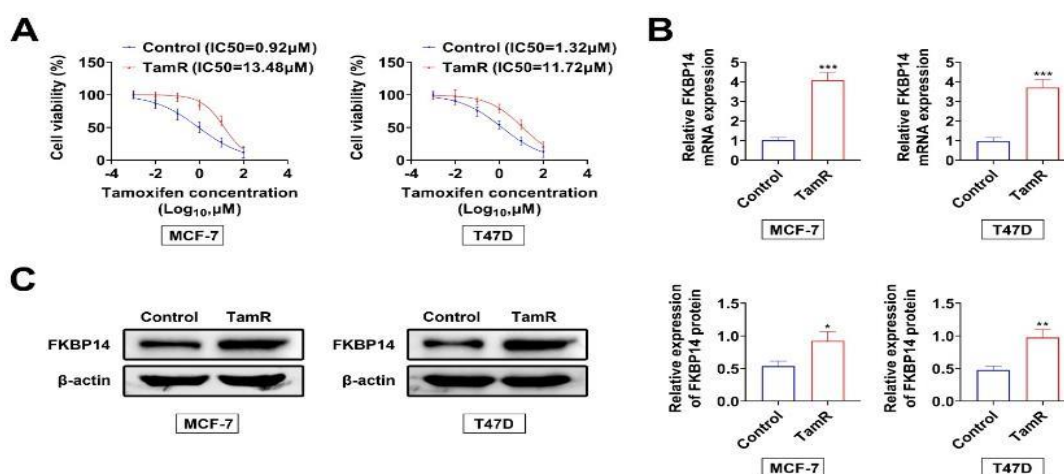 A
Control (IC50=0.92μM)
TamR (IC50=13.48μM)
Cell viability (%)
150
100
50
0
-4
-2
0
2
4
Tamoxifen concentration
(Log10,μM)
MCF-7
Control (IC50=1.32μM)
TamR (IC50=11.72μM)
Cell viability (%)
150
100
50
0
-4
-2
0
2
4
Tamoxifen concentration
(Log10,μM)
T47D
B
Relative FKBP14
mRNA expression
5
4
3
2
1
0
***
Control
TamR
MCF-7
Relative FKBP14
mRNA expression
5
4
3
2
1
0
***
Control
TamR
T47D
C
Control TamR
FKBP14
β-actin
MCF-7
Control TamR
FKBP14
β-actin
T47D
Relative expression
of FKBP14 protein
1.5
1.0
0.5
0.0
*
Control
TamR
MCF-7
Relative expression
of FKBP14 protein
1.5
1.0
0.5
0.0
**
Control
TamR
T47D